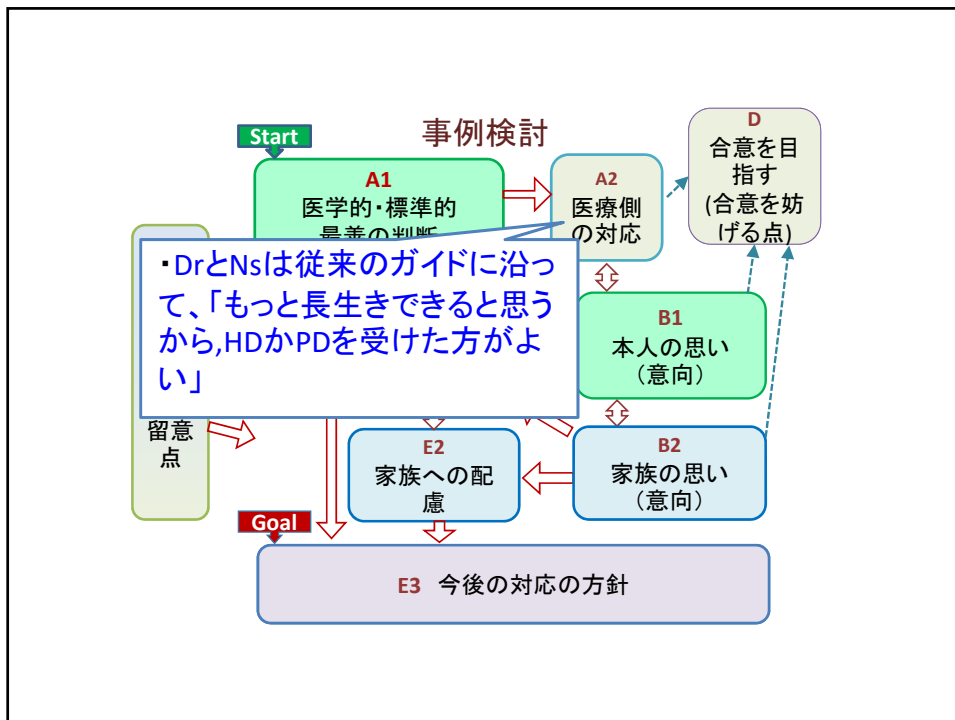 事例検討
Start
A1
医学的・標準的
最善の判断
A2
医療側
の対応
D
合意を目
指す
(合意を妨
げる点)
・DrとNsは従来のガイドに沿っ
て、「もっと長生きできると思う
から,HDかPDを受けた方がよ
い」
B1
本人の思い
（意向）
留意
点
E2
家族への配
慮
B2
家族の思い
（意向）
Goal
E3 今後の対応の方針